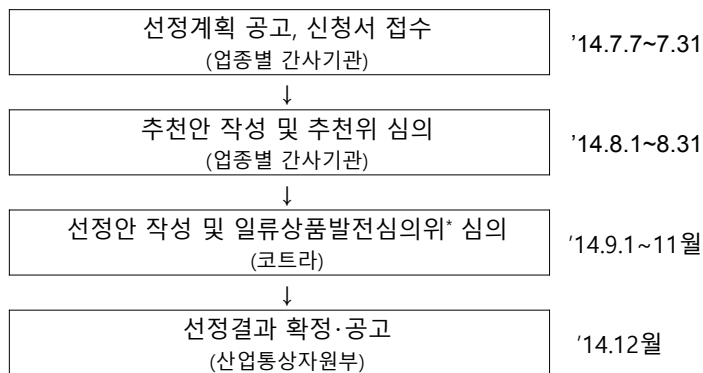 선정계획 공고, 신청서 접수
(업종별 간사기관)
’14.7.7~7.31
↓
추천안 작성 및 추천위 심의
(업종별 간사기관)
’14.8.1~8.31
↓
선정안 작성 및 일류상품발전심의위* 심의
(코트라)
’14.9.1~11월
↓
선정결과 확정·공고
(산업통상자원부)
’14.12월